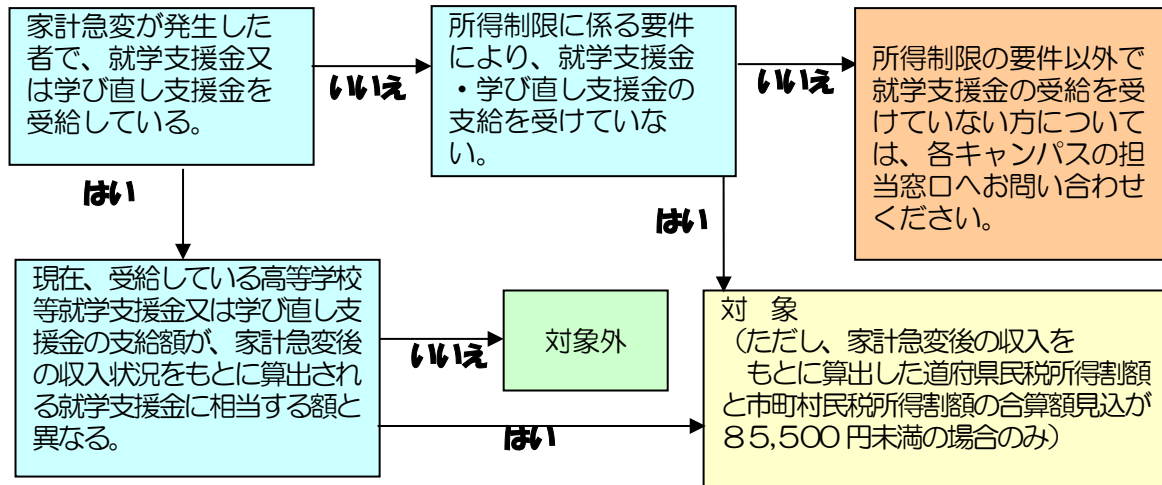 家計急変が発生した
者で、就学支援金又
は学び直し支援金を
受給している。
いいえ
所得制限に係る要件
により、就学支援金
・学び直し支援金の
支給を受けていな
い。
いいえ
所得制限の要件以外で
就学支援金の受給を受
けていない方について
は、各キャンパスの担
当窓口へお問い合わせ
ください。
はい
はい
現在、受給している高等学校
等就学支援金又は学び直し支
援金の支給額が、家計急変後
の収入状況をもとに算出され
る就学支援金に相当する額と
異なる。
いいえ
対象外
はい
対　象
（ただし、家計急変後の収入を
もとに算出した道府県民税所得割額
と市町村民税所得割額の合算額見込が
８５,５００円未満の場合のみ）